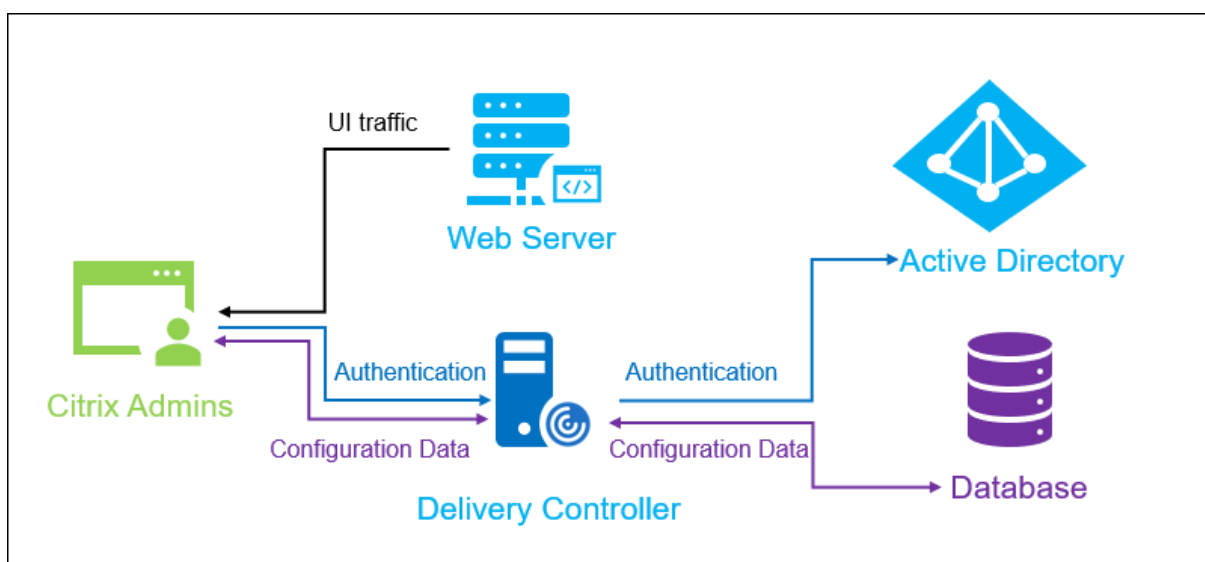 UI traffic
Web Server
Active Directory
Citrix Admins
Authentication
Authentication
Configuration Data
Configuration Data
Database
Delivery Controller